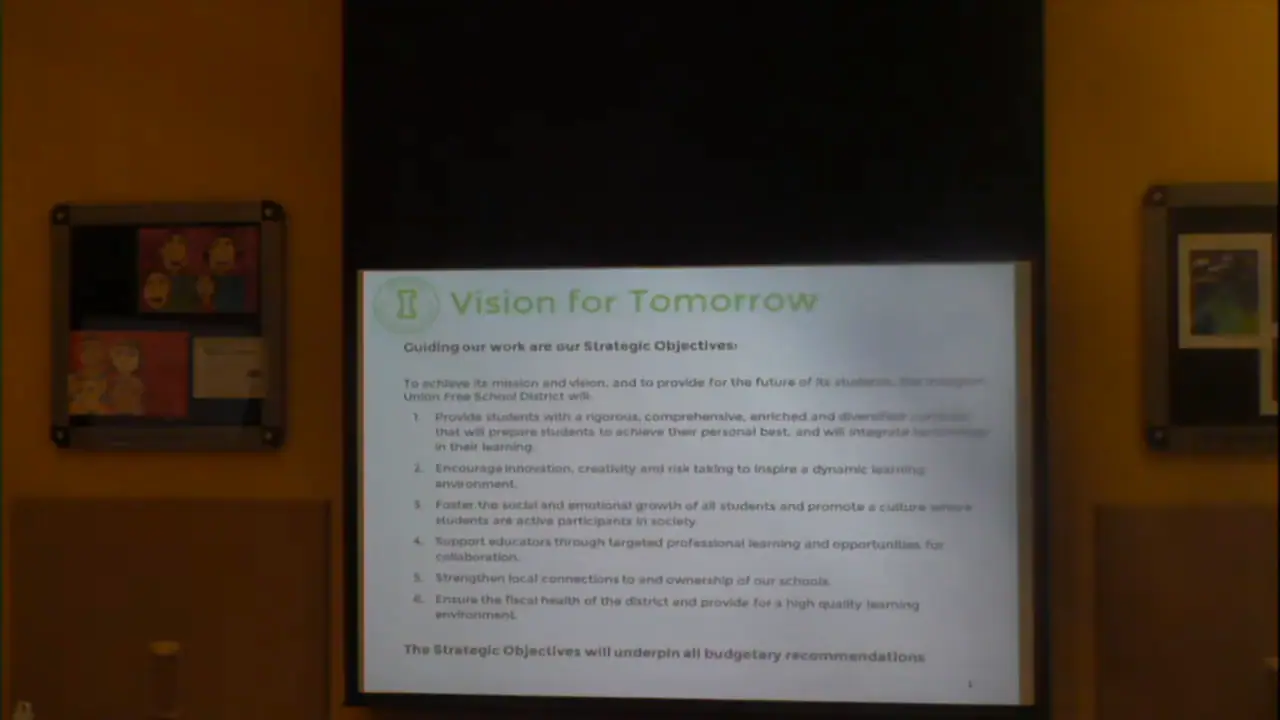 I
Vision for Tomorrow
Guiding our work are our Strategic Objectives:
To achieve its mission and vision, and to provide for the future of its students, the
Union Free School District will:
1. Provide students with a rigorous, comprehensive, enriched and
that will prepare students to achieve their personal best, and will integrate
in their learning.
2. Encourage innovation, creativity and risk taking to inspire a dynamic learning
environment.
3. Foster the social and emotional growth of all students and promote a culture where
students are active participants in society.
4. Support educators through targeted professional learning and opportunities for
collaboration.
5. Strengthen local connections to and ownership of our schools.
6. Ensure the fiscal health of the district and provide for a high quality learning
environment.
The Strategic Objectives will underpin all budgetary recommendations